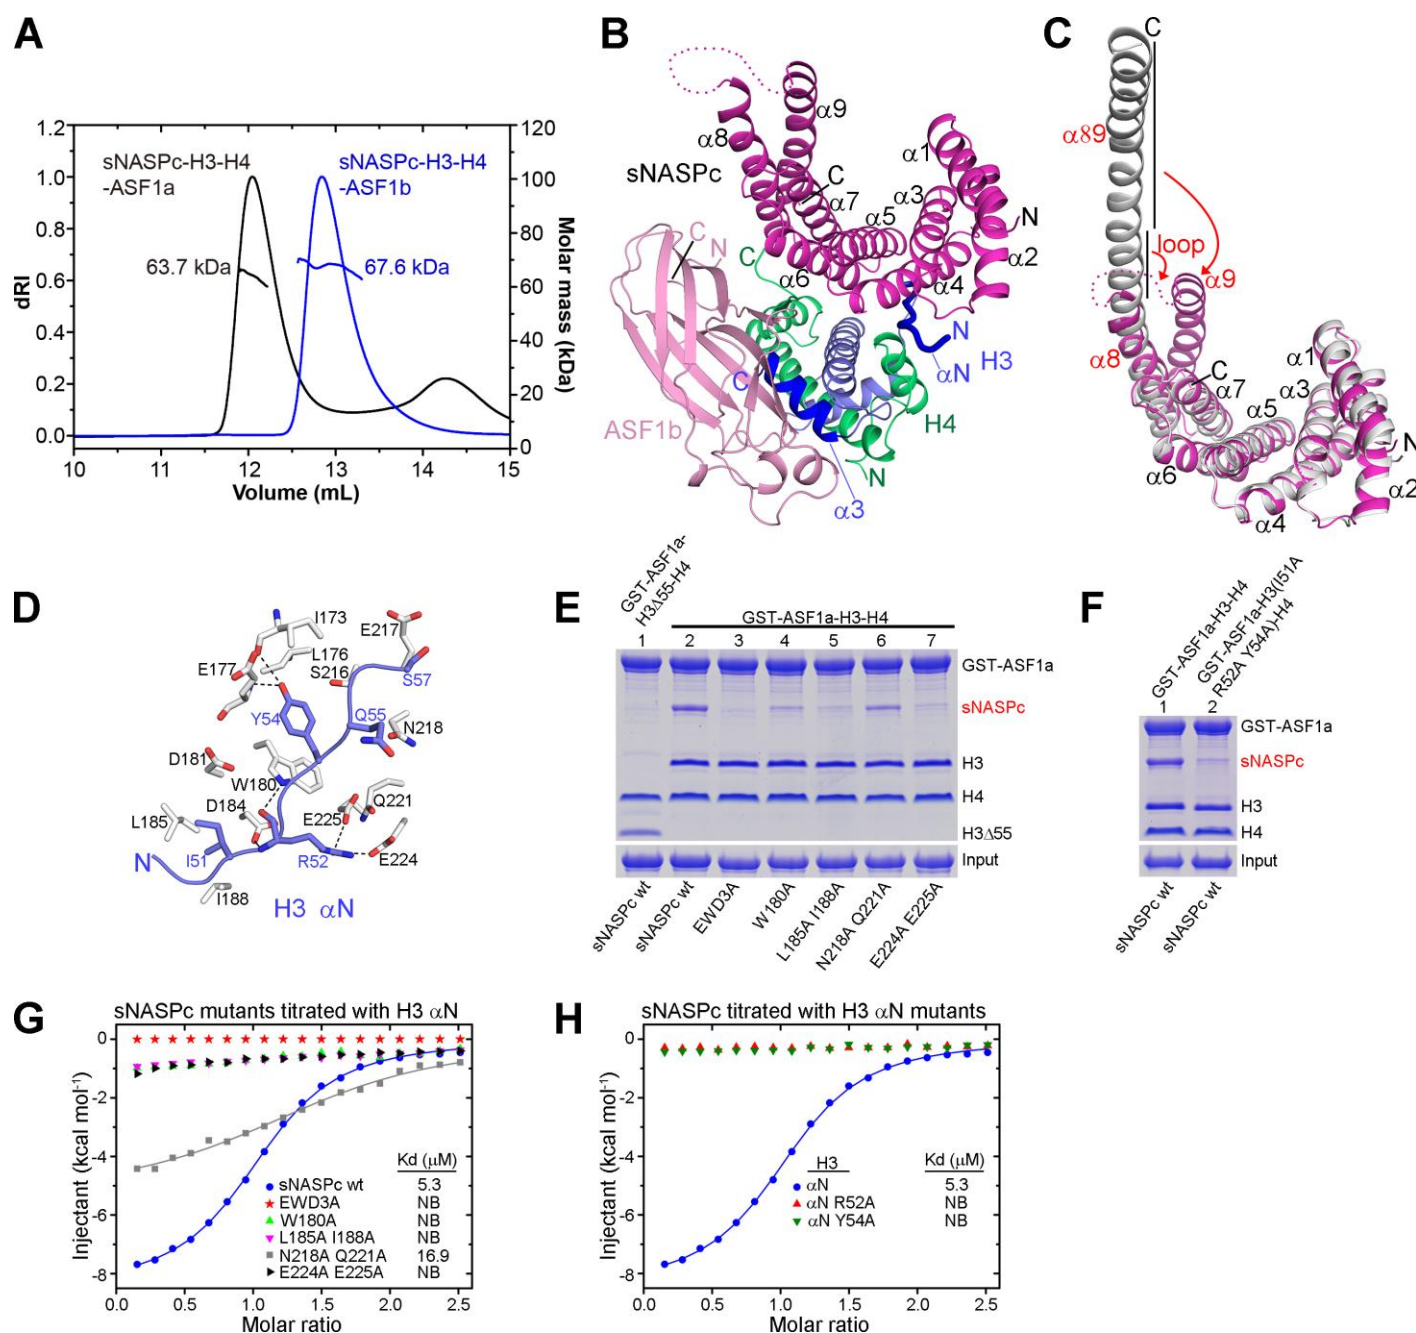 A
1.2
1.0
0.8
0.6
0.4
0.2
0.0
dRI
120
100
80
60
40
20
0
Molar mass (kDa)
10 11 12 13 14 15
Volume (mL)
sNASPc-H3-H4
-ASF1a
sNASPc-H3-H4
-ASF1b
63.7 kDa
67.6 kDa
B
α8
α9
α1
sNASPc
C
α7
α5
α3
N
C
N
α2
C
α6
α4
N
αN
H3
C
ASF1b
H4
N
α3
C
C
α89
loop
α9
α8
C
α7
α5
α3
α1
N
α6
α4
α2
D
I173
E217
L176
E177
S216
S57
Y54
Q55
N218
D181
W180
D184
Q221
E225
L185
N
I51
R52
E224
I188
H3 αN
E
GST-ASF1a-
H3Δ55-H4
GST-ASF1a-H3-H4
1 2 3 4 5 6 7
GST-ASF1a
sNASPc
H3
H4
H3Δ55
Input
sNASPc wt
sNASPc wt
EWD3A
W180A
L185A I188A
N218A Q221A
E224A E225A
F
GST-ASF1a-H3-H4
GST-ASF1a-H3(I51A
R52A Y54A)-H4
1 2
GST-ASF1a
sNASPc
H3
H4
Input
sNASPc wt
sNASPc wt
G
sNASPc mutants titrated with H3 αN
0
-2
-4
-6
-8
Injectant (kcal mol⁻¹)
Kd (μM)
sNASPc wt 5.3
EWD3A NB
W180A NB
L185A I188A NB
N218A Q221A 16.9
E224A E225A NB
0.0 0.5 1.0 1.5 2.0 2.5
Molar ratio
H
sNASPc titrated with H3 αN mutants
0
-2
-4
-6
-8
Injectant (kcal mol⁻¹)
H3 Kd (μM)
αN 5.3
αN R52A NB
αN Y54A NB
0.0 0.5 1.0 1.5 2.0 2.5
Molar ratio